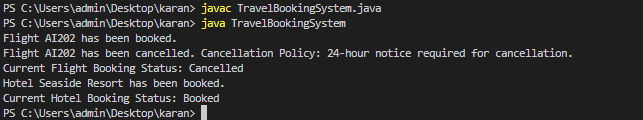 PS C:\Users\admin\Desktop\karan> javac TravelBookingSystem.java
PS C:\Users\admin\Desktop\karan> java TravelBookingSystem
Flight AI202 has been booked.
Flight AI202 has been cancelled. Cancellation Policy: 24-hour notice required for cancellation.
Current Flight Booking Status: Cancelled
Hotel Seaside Resort has been booked.
Current Hotel Booking Status: Booked
PS C:\Users\admin\Desktop\karan>